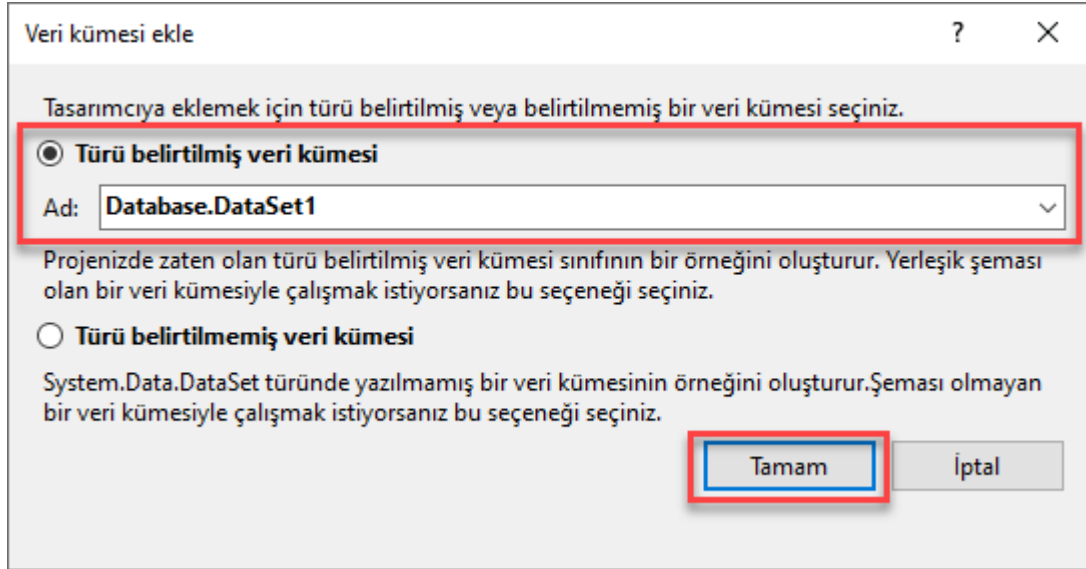 Veri kümesi ekle
?
Tasarımcıya eklemek için türü belirtilmiş veya belirtilmemiş bir veri kümesi seçiniz.
Türü belirtilmiş veri kümesi
Ad: Database.DataSet1
Projenizde zaten olan türü belirtilmiş veri kümesi sınıfının bir örneğini oluşturur. Yerleşik şeması
olan bir veri kümesiyle çalışmak istiyorsanız bu seçeneği seçiniz.
Türü belirtilmemiş veri kümesi
System.Data.DataSet türünde yazılmamış bir veri kümesinin örneğini oluşturur.Şeması olmayan
bir veri kümesiyle çalışmak istiyorsanız bu seçeneği seçiniz.
Tamam İptal